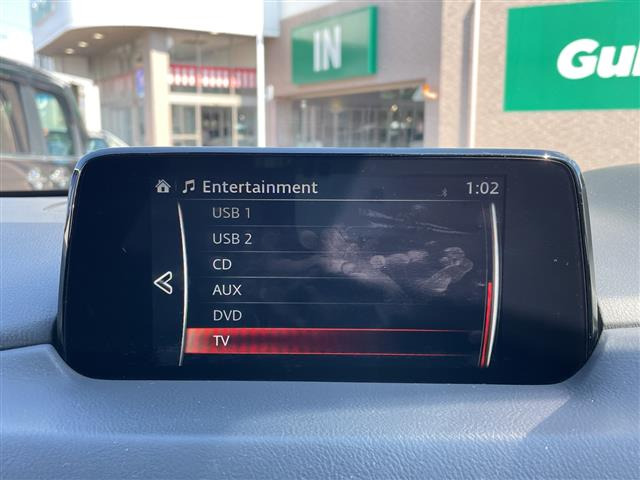 IN
Gul
Entertainment
1:02
USB 1
USB 2
CD
AUX
DVD
TV